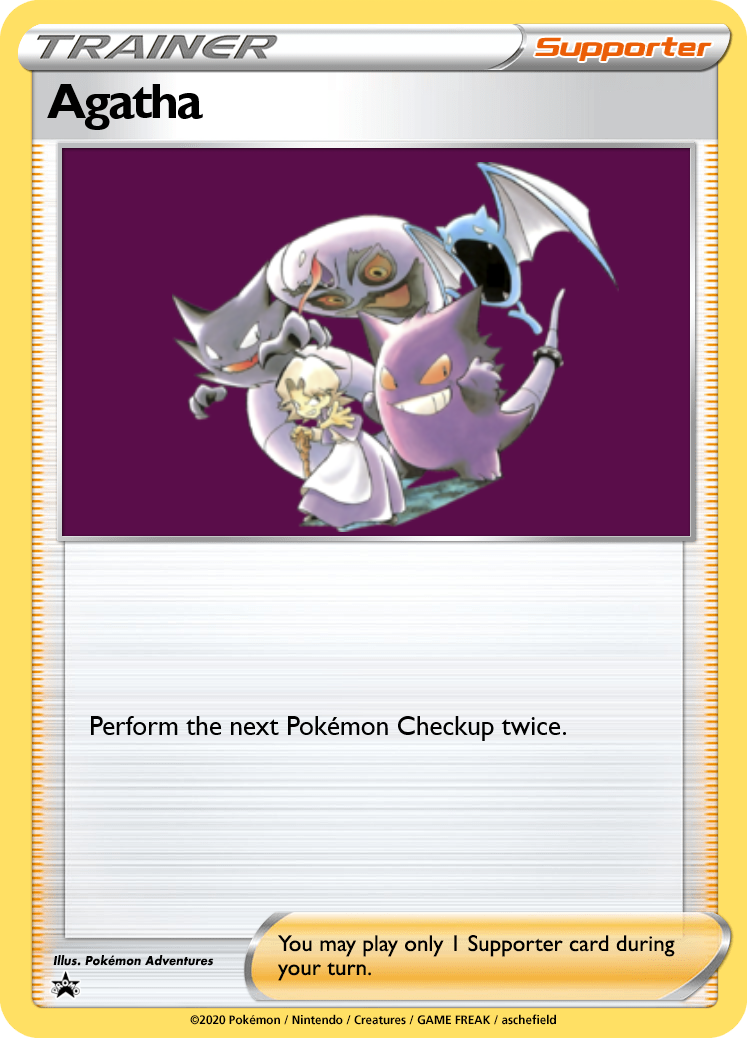 TRAINER
Supporter
Agatha
Perform the next Pokémon Checkup twice.
You may play only 1 Supporter card during
your turn.
Illus. Pokémon Adventures
PROMO
©2020 Pokémon / Nintendo / Creatures / GAME FREAK / aschefield